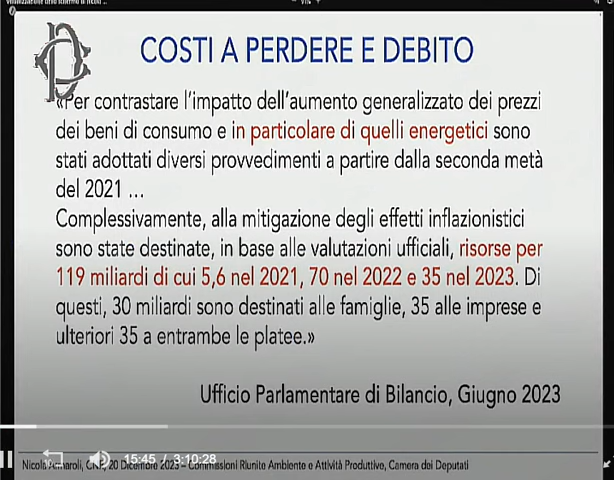 COSTI A PERDERE E DEBITO
«Per contrastare l'impatto dell'aumento generalizzato dei prezzi
dei beni di consumo e in particolare di quelli energetici sono
stati adottati diversi provvedimenti a partire dalla seconda metà
del 2021 ...
Complessivamente, alla mitigazione degli effetti inflazionistici
sono state destinate, in base alle valutazioni ufficiali, risorse per
119 miliardi di cui 5,6 nel 2021, 70 nel 2022 e 35 nel 2023. Di
questi, 30 miliardi sono destinati alle famiglie, 35 alle imprese e
ulteriori 35 a entrambe le platee.»
Ufficio Parlamentare di Bilancio, Giugno 2023
15:45 / 3:10:28
Nicola Armaroli, CNR, 20 Dicembre 2023 – Commissioni Riunite Ambiente e Attività Produttive, Camera dei Deputati